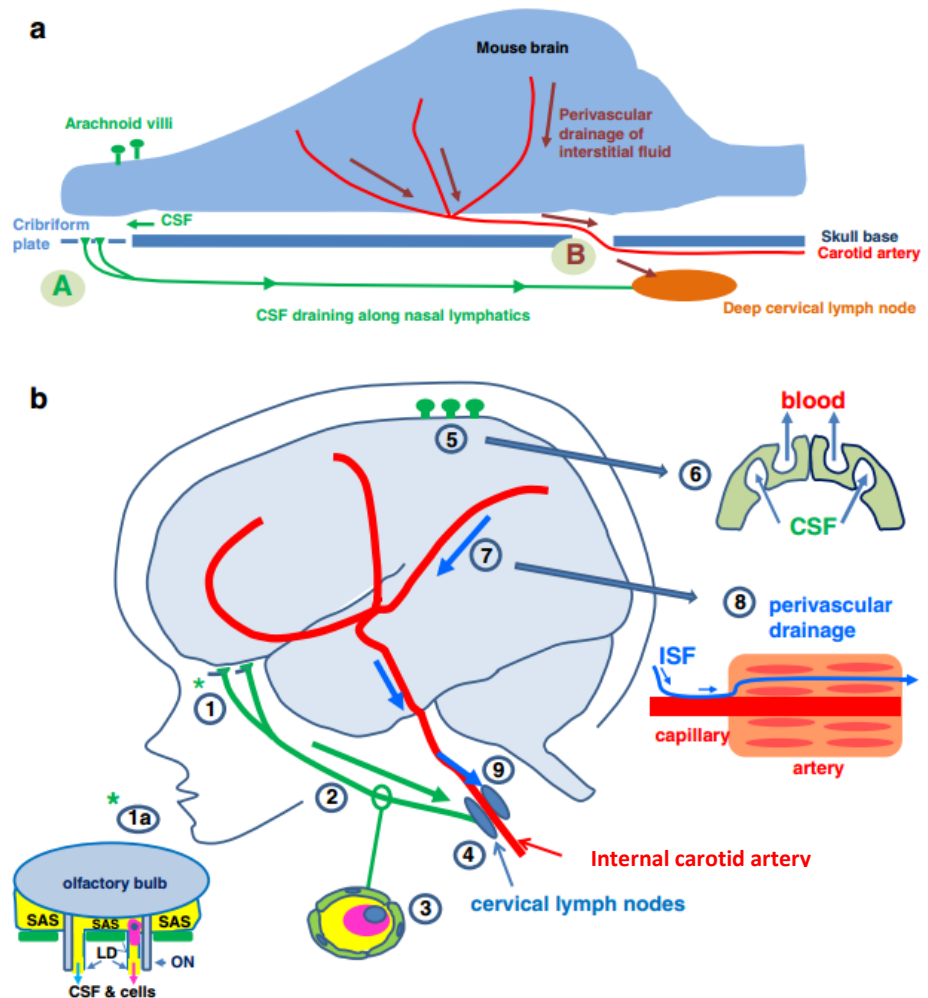 a
Mouse brain
Arachnoid villi
Perivascular
drainage of
interstitial fluid
CSF
Cribriform
plate
Skull base
Carotid artery
A
B
CSF draining along nasal lymphatics
Deep cervical lymph node
b
blood
5
6
CSF
7
8
perivascular
drainage
ISF
* 1
capillary
artery
9
2
* 1a
4
Internal carotid artery
olfactory bulb
cervical lymph nodes
3
SAS
SAS
SAS
LD
ON
CSF & cells